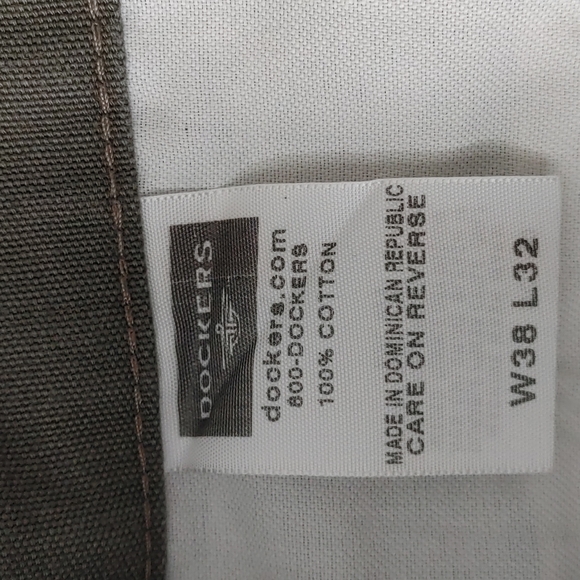 DOCKERS
dockers.com
800-DOCKERS
100% COTTON
MADE IN DOMINICAN REPUBLIC
CARE ON REVERSE
W38 L32